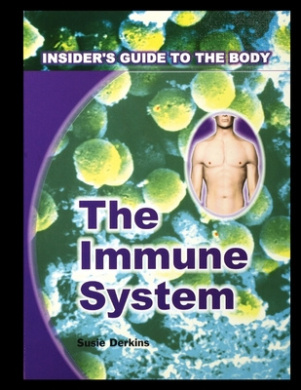 INSIDER'S GUIDE TO THE BODY
The
Immune
System
Susie Derkins